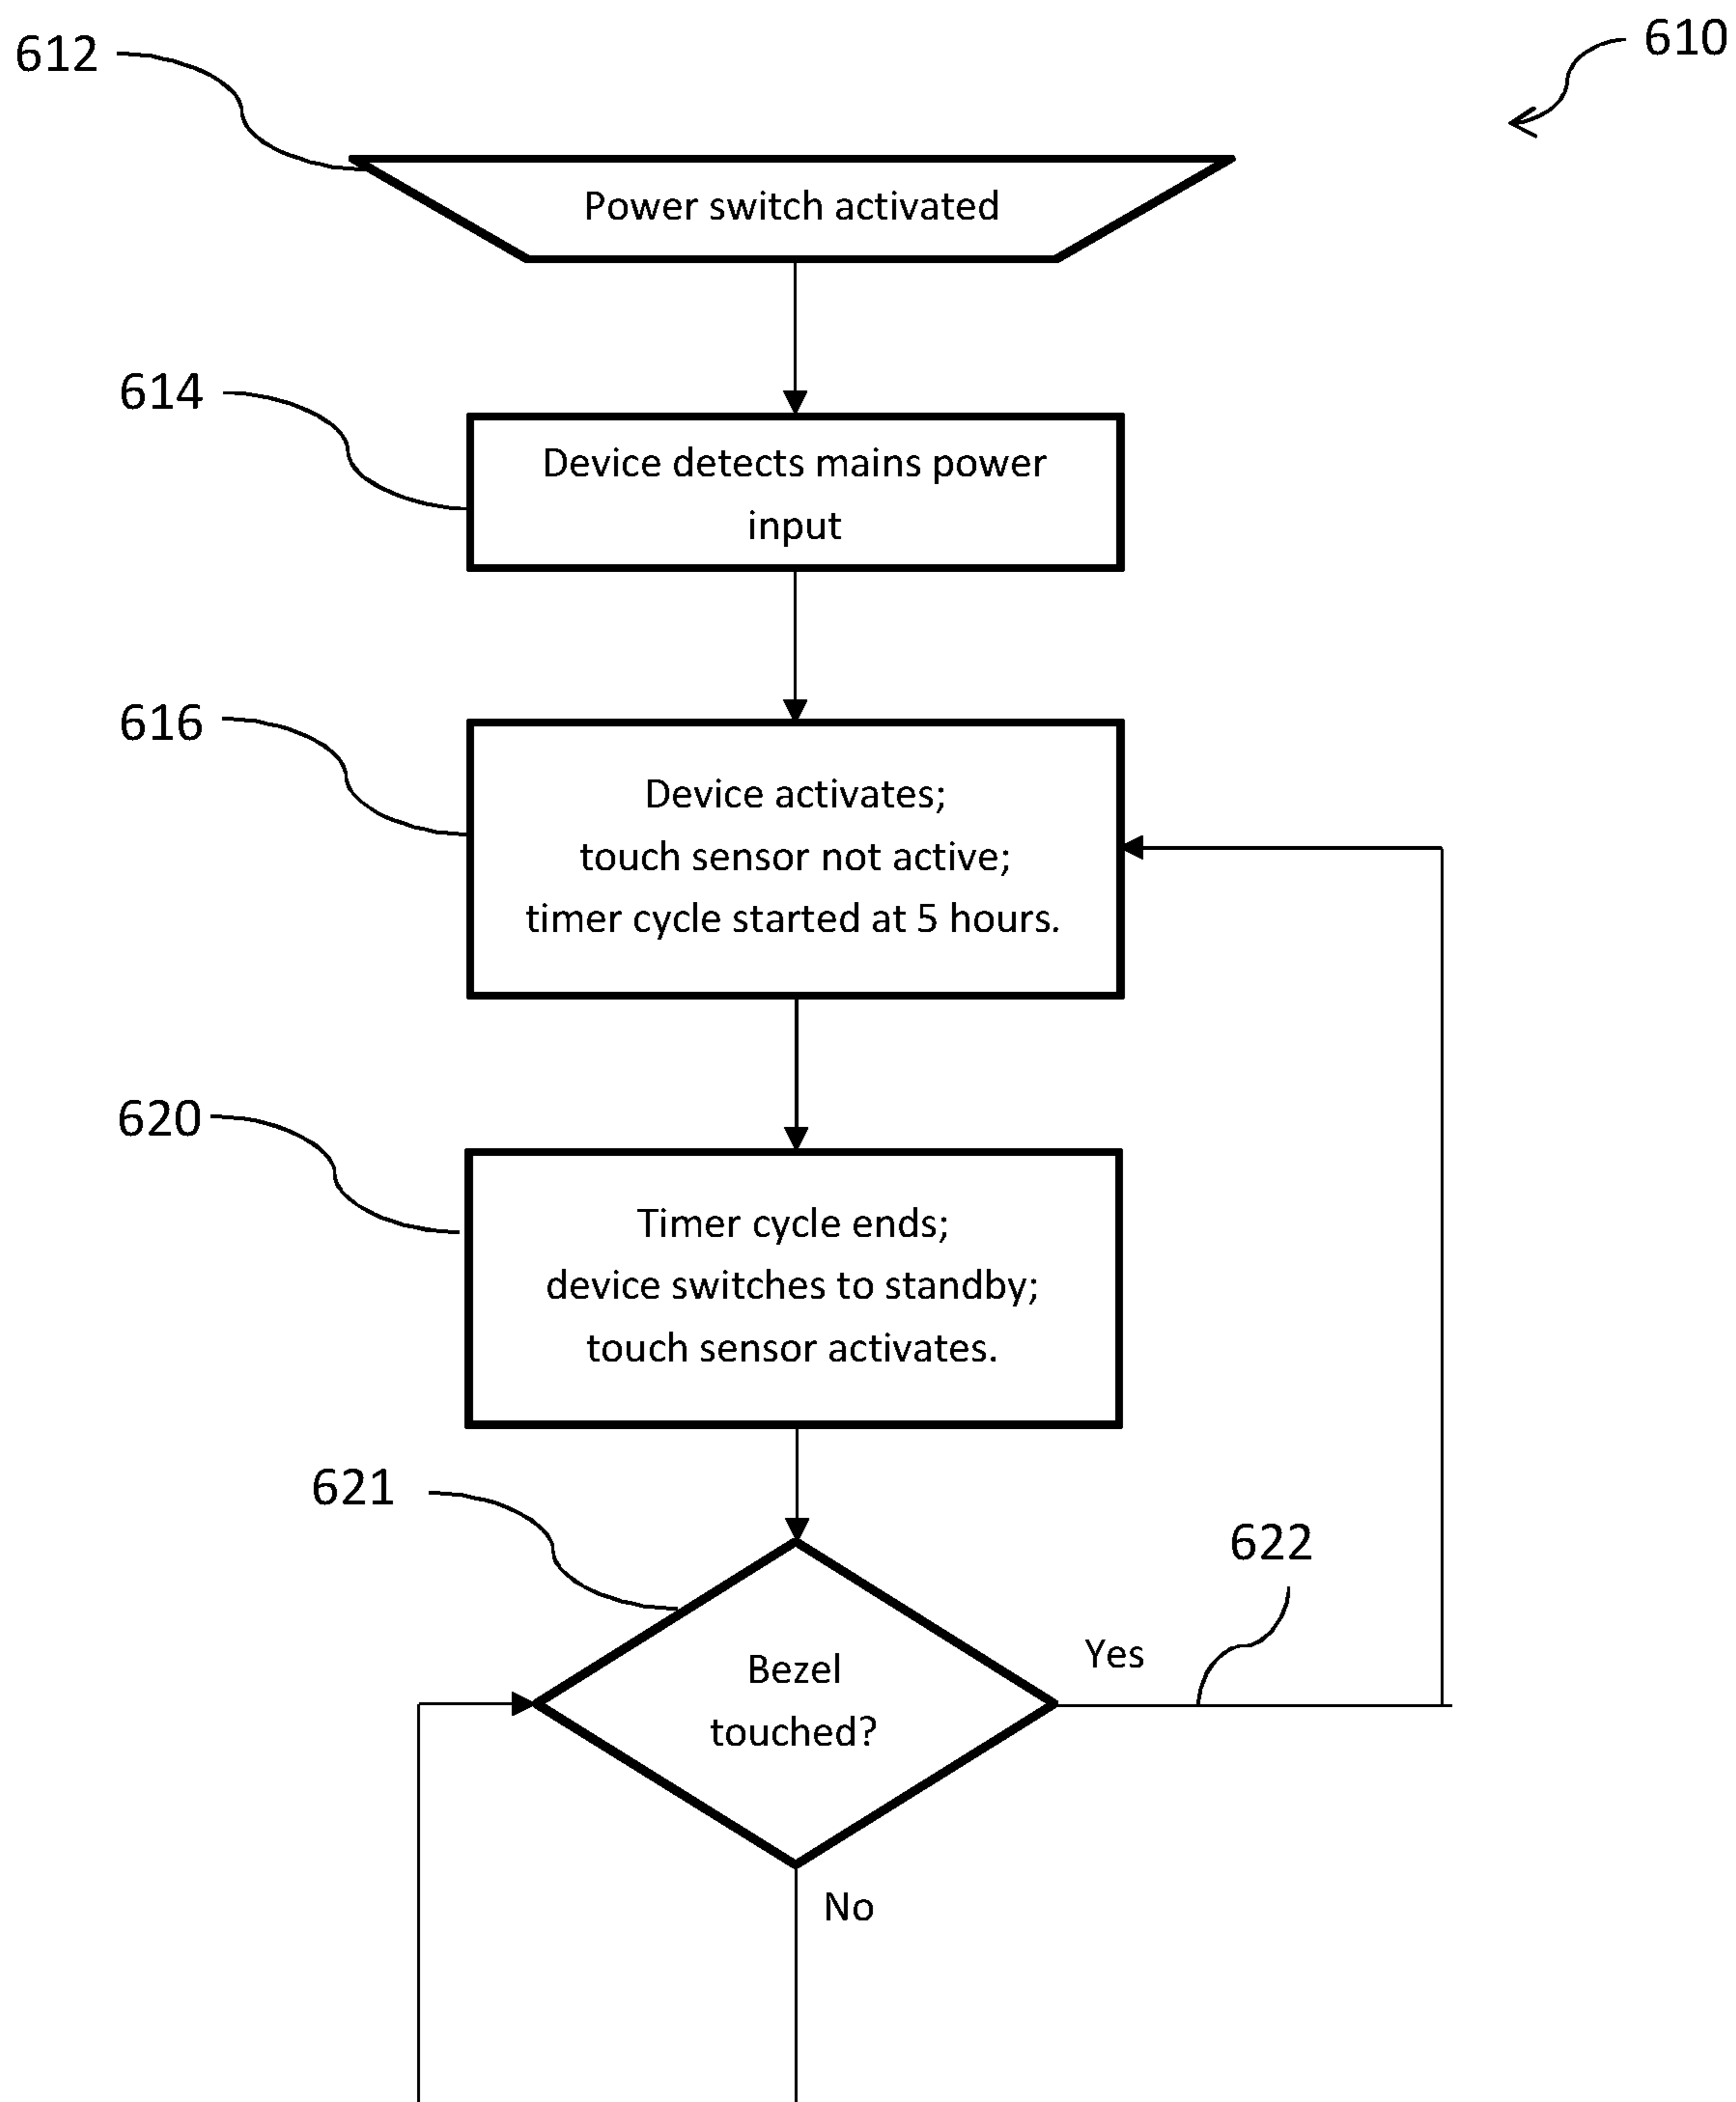 612
610
Power switch activated
614
Device detects mains power
input
616
Device activates;
touch sensor not active;
timer cycle started at 5 hours.
620
Timer cycle ends;
device switches to standby;
touch sensor activates.
621
622
Yes
Bezel
touched?
No